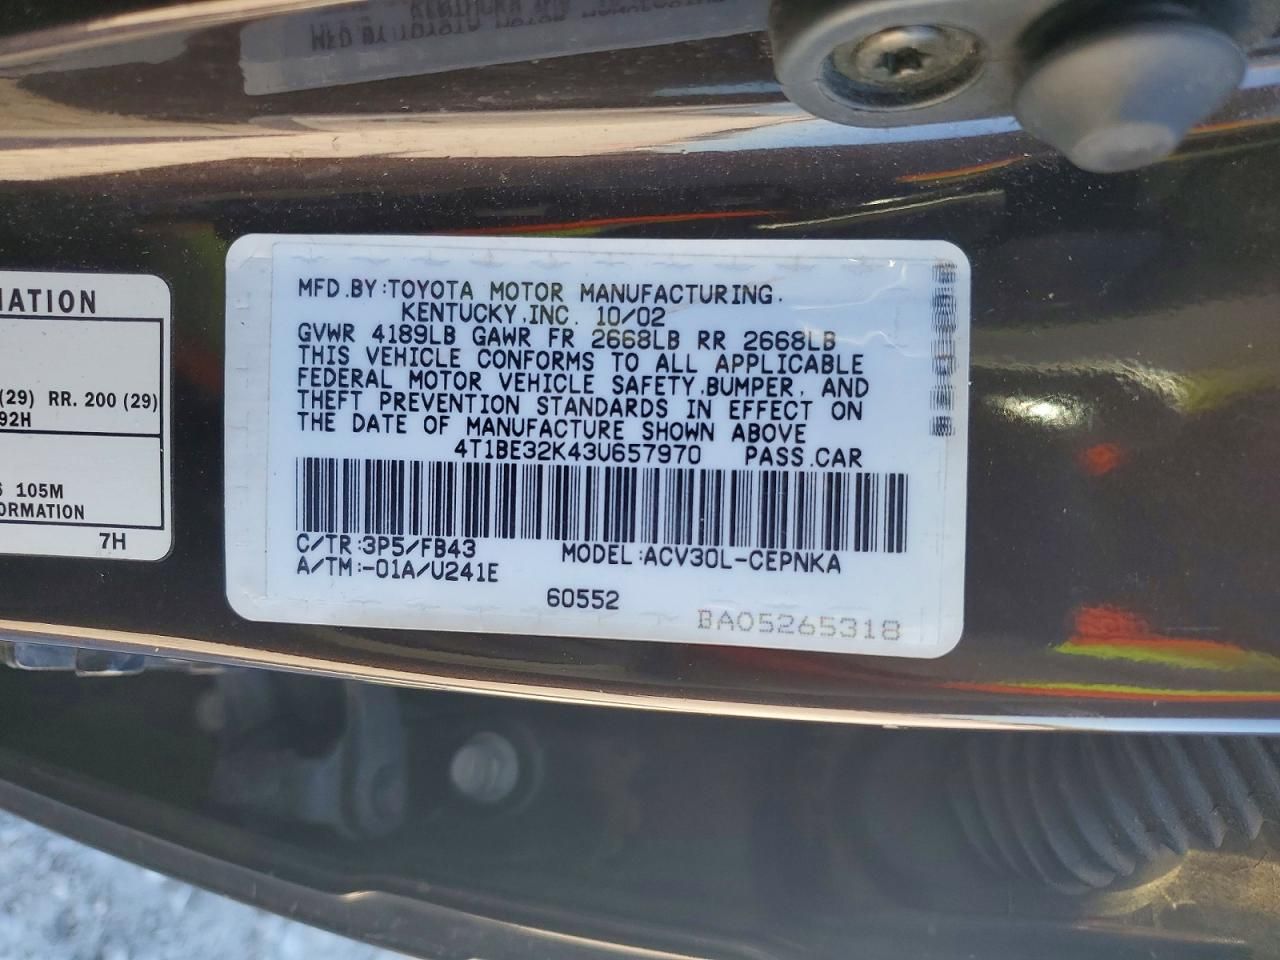 MFD.BY:TOYOTA MOTOR MANUFACTURING,
KENTUCKY,INC. 10/02
GVWR 4189LB GAWR FR 2668LB RR 2668LB
THIS VEHICLE CONFORMS TO ALL APPLICABLE
FEDERAL MOTOR VEHICLE SAFETY,BUMPER, AND
THEFT PREVENTION STANDARDS IN EFFECT ON
THE DATE OF MANUFACTURE SHOWN ABOVE
4T1BE32K43U657970 PASS.CAR
C/TR:3P5/FB43 MODEL:ACV30L-CEPNKA
A/TM:-01A/U241E
60552
BA05265318
MATION
(29) RR. 200 (29)
92H
105M
ORMATION
7H